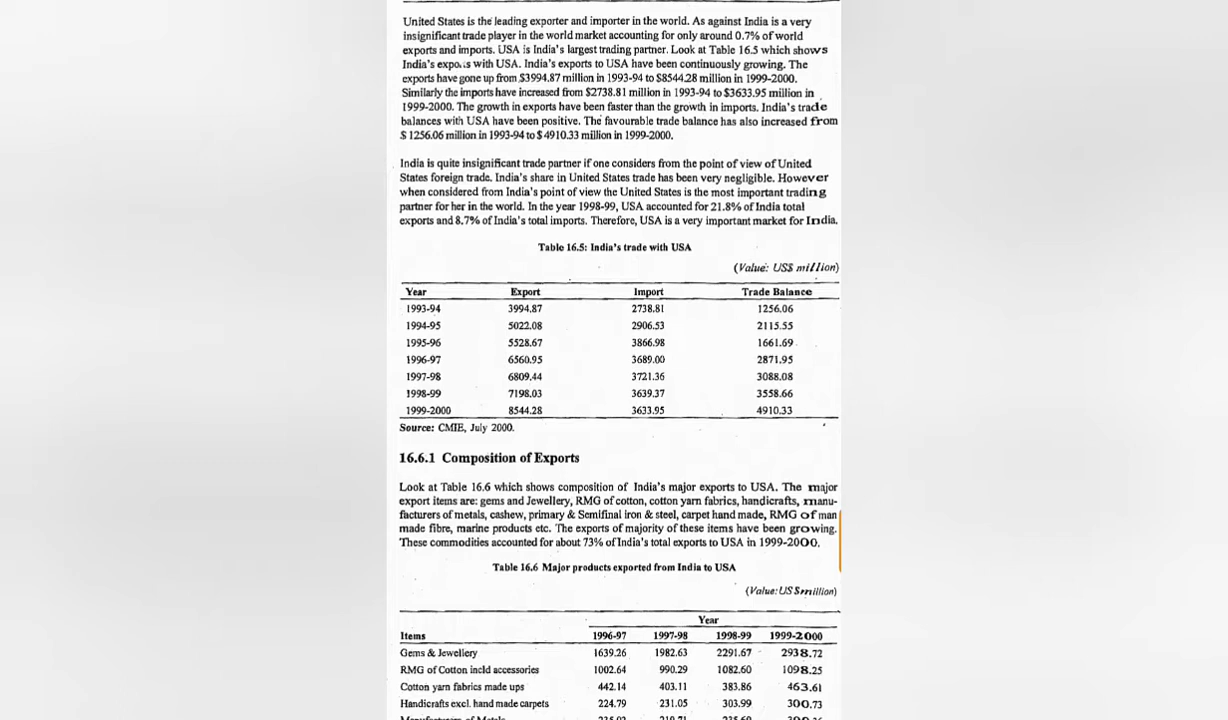 United States is the leading exporter and importer in the world. As against India is a very
insignificant trade player in the world market accounting for only around 0.7% of world
exports and imports. USA is India's largest trading partner. Look at Table 16.5 which shows
India's expo,.s with USA. India's exports to USA have been continuously growing. The
exports have gone up from $3994.87 million in 1993-94 to $8544.28 million in 1999-2000.
Similarly the imports have increased from $2738.81 million in 1993-94 to $3633.95 million in
1999-2000. The growth in exports have been faster than the growth in imports. India's trade
balances with USA have been positive. The favourable trade balance has also increased from
$ 1256.06 million in 1993-94 to $ 4910.33 million in 1999-2000.
India is quite insignificant trade partner if one considers from the point of view of United
States foreign trade. India's share in United States trade has been very negligible. However
when considered from India's point of view the United States is the most important trading
partner for her in the world. In the year 1998-99, USA accounted for 21.8% of India total
exports and 8.7% of India's total imports. Therefore, USA is a very important market for India.
Table 16.5: India's trade with USA
(Value: US$ million)
Year Export Import Trade Balance
1993-94 3994.87 2738.81 1256.06
1994-95 5022.08 2906.53 2115.55
1995-96 5528.67 3866.98 1661.69
1996-97 6560.95 3689.00 2871.95
1997-98 6809.44 3721.36 3088.08
1998-99 7198.03 3639.37 3558.66
1999-2000 8544.28 3633.95 4910.33
Source: CMIE, July 2000.
16.6.1 Composition of Exports
Look at Table 16.6 which shows composition of India's major exports to USA. The major
export items are: gems and Jewellery, RMG of cotton, cotton yarn fabrics, handicrafts, manu-
facturers of metals, cashew, primary & Semifinal iron & steel, carpet hand made, RMG of man
made fibre, marine products etc. The exports of majority of these items have been growing.
These commodities accounted for about 73% of India's total exports to USA in 1999-2000.
Table 16.6 Major products exported from India to USA
(Value: US $ million)
Year
Items 1996-97 1997-98 1998-99 1999-2000
Gems & Jewellery 1639.26 1982.63 2291.67 2938.72
RMG of Cotton incld accessories 1002.64 990.29 1082.60 1098.25
Cotton yarn fabrics made ups 442.14 403.11 383.86 463.61
Handicrafts excl. hand made carpets 224.79 231.05 303.99 300.73